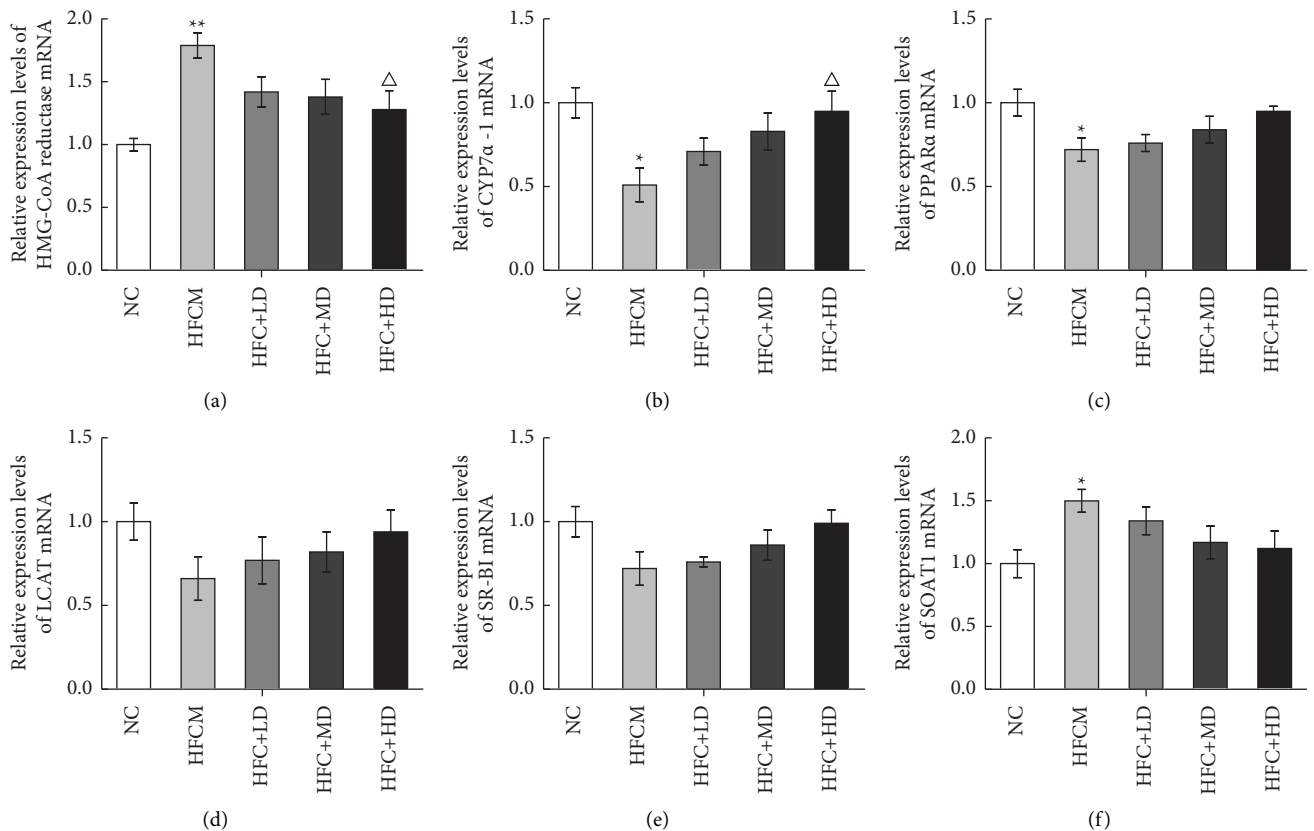 Relative expression levels of
HMG-CoA reductase mRNA
2.0
1.5
1.0
0.5
0.0
**
△
NC
HFCM
HFC+LD
HFC+MD
HFC+HD
(a)
Relative expression levels
of CYP7α -1 mRNA
1.5
1.0
0.5
0.0
*
△
NC
HFCM
HFC+LD
HFC+MD
HFC+HD
(b)
Relative expression levels
of PPARα mRNA
1.5
1.0
0.5
0.0
*
NC
HFCM
HFC+LD
HFC+MD
HFC+HD
(c)
Relative expression levels
of LCAT mRNA
1.5
1.0
0.5
0.0
NC
HFCM
HFC+LD
HFC+MD
HFC+HD
(d)
Relative expression levels
of SR-BI mRNA
1.5
1.0
0.5
0.0
NC
HFCM
HFC+LD
HFC+MD
HFC+HD
(e)
Relative expression levels
of SOAT1 mRNA
2.0
1.5
1.0
0.5
0.0
*
NC
HFCM
HFC+LD
HFC+MD
HFC+HD
(f)